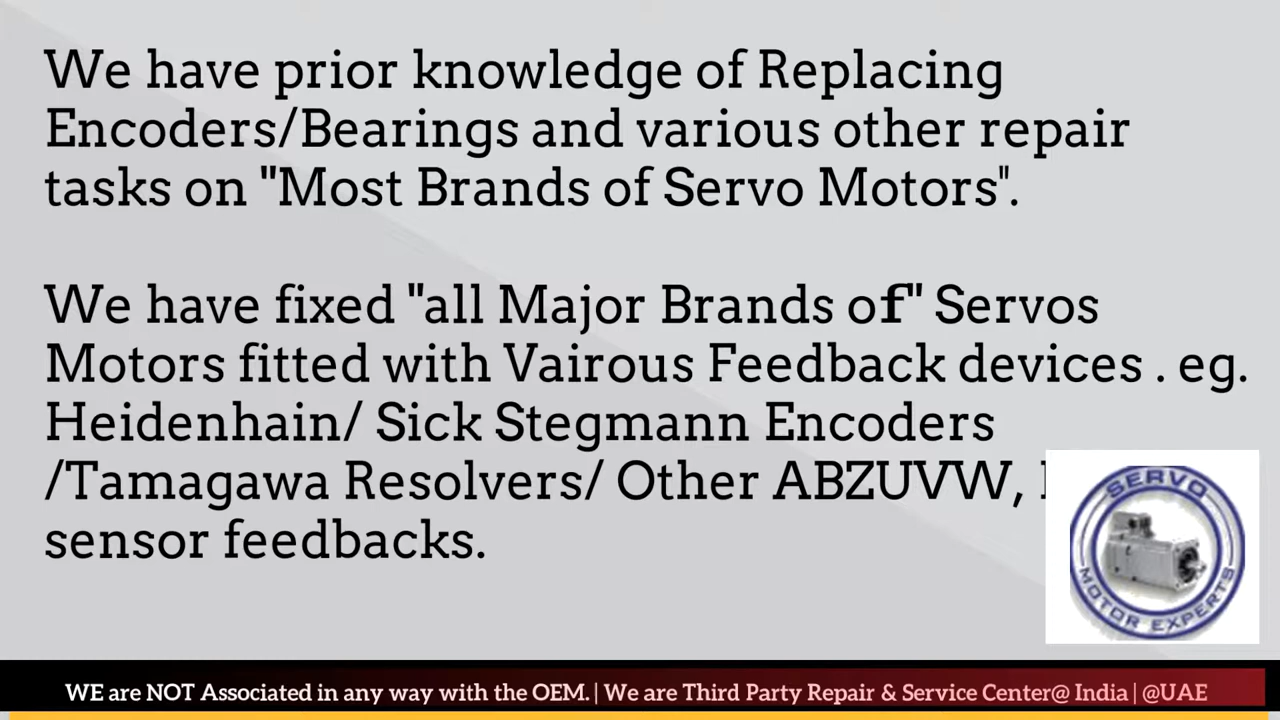 We have prior knowledge of Replacing
Encoders/Bearings and various other repair
tasks on "Most Brands of Servo Motors".
We have fixed "all Major Brands of" Servos
Motors fitted with Vairous Feedback devices . eg.
Heidenhain/ Sick Stegmann Encoders
/Tamagawa Resolvers/ Other ABZUVW,
sensor feedbacks.
SERVO
MOTOR EXPERTS
WE are NOT Associated in any way with the OEM. | We are Third Party Repair & Service Center@ India | @UAE